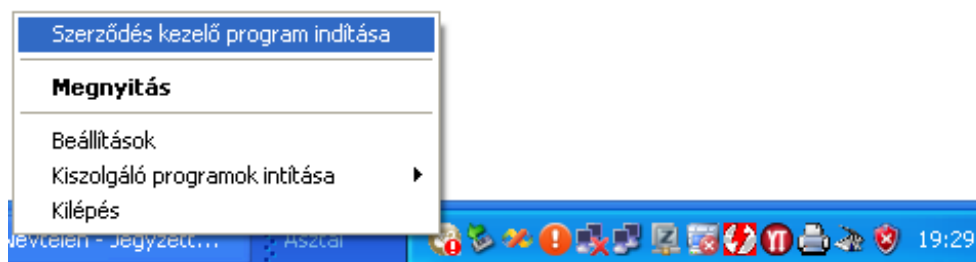 Szerződés kezelő program indítása
Megnyitás
Beállítások
Kiszolgáló programok intítása
Kilépés
Névtelen - Jegyzett...
Asztal
19:29